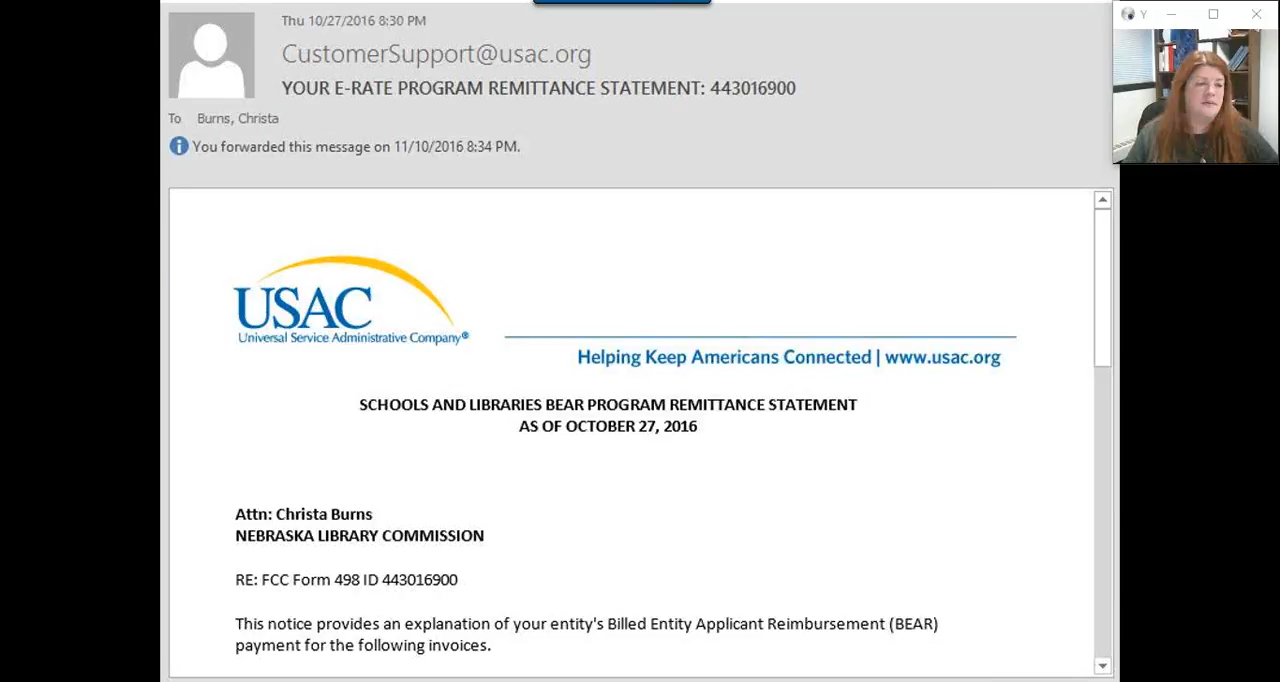 Thu 10/27/2016 8:30 PM
CustomerSupport@usac.org
YOUR E-RATE PROGRAM REMITTANCE STATEMENT: 443016900
To Burns, Christa
You forwarded this message on 11/10/2016 8:34 PM.
Y
USAC
Universal Service Administrative Company®
Helping Keep Americans Connected | www.usac.org
SCHOOLS AND LIBRARIES BEAR PROGRAM REMITTANCE STATEMENT
AS OF OCTOBER 27, 2016
Attn: Christa Burns
NEBRASKA LIBRARY COMMISSION
RE: FCC Form 498 ID 443016900
This notice provides an explanation of your entity's Billed Entity Applicant Reimbursement (BEAR)
payment for the following invoices.